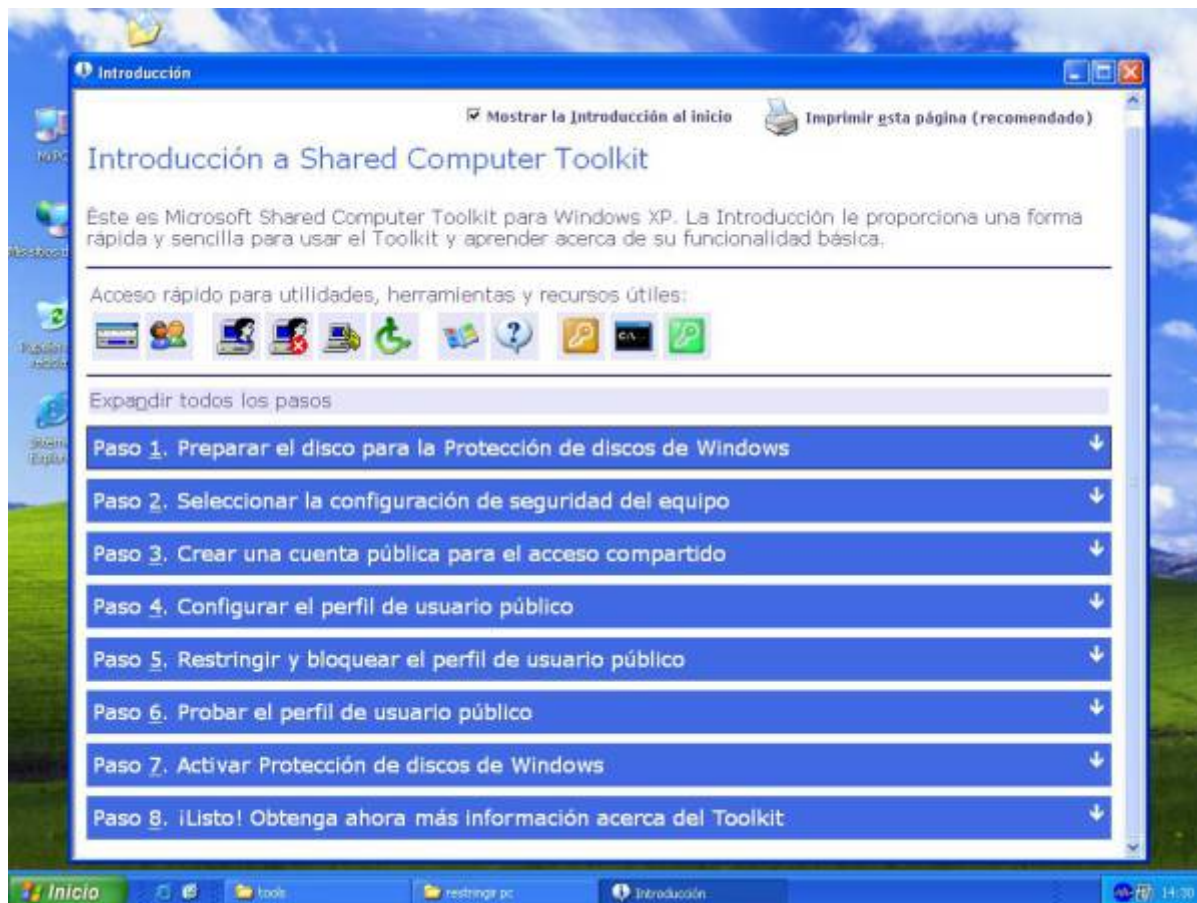 Introducción
Mostrar la Introducción al inicio
Imprimir esta página (recomendado)
Introducción a Shared Computer Toolkit
Éste es Microsoft Shared Computer Toolkit para Windows XP. La Introducción le proporciona una forma
rápida y sencilla para usar el Toolkit y aprender acerca de su funcionalidad básica.
Acceso rápido para utilidades, herramientas y recursos útiles:
Expandir todos los pasos
Paso 1. Preparar el disco para la Protección de discos de Windows
Paso 2. Seleccionar la configuración de seguridad del equipo
Paso 3. Crear una cuenta pública para el acceso compartido
Paso 4. Configurar el perfil de usuario público
Paso 5. Restringir y bloquear el perfil de usuario público
Paso 6. Probar el perfil de usuario público
Paso 7. Activar Protección de discos de Windows
Paso 8. ¡Listo! Obtenga ahora más información acerca del Toolkit
Inicio
tools
restringir pc
Introducción
14:30